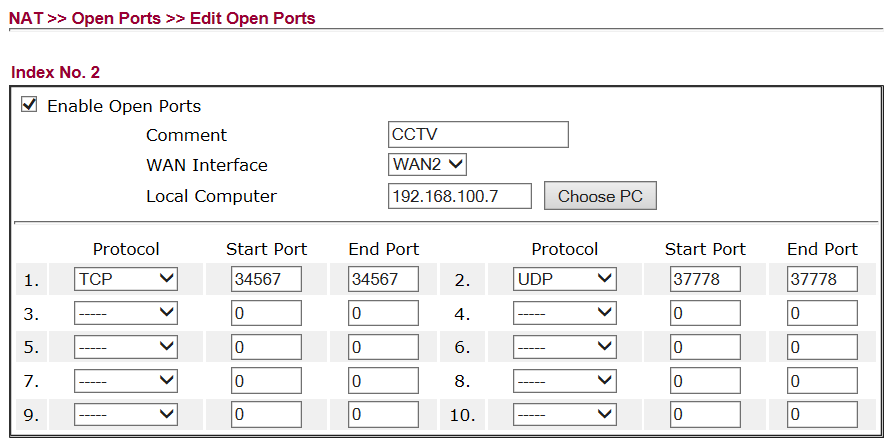 NAT >> Open Ports >> Edit Open Ports
Index No. 2
Enable Open Ports
Comment CCTV
WAN Interface WAN2
Local Computer 192.168.100.7 Choose PC
Protocol Start Port End Port Protocol Start Port End Port
1. TCP 34567 34567 2. UDP 37778 37778
3. ----- 0 0 4. ----- 0 0
5. ----- 0 0 6. ----- 0 0
7. ----- 0 0 8. ----- 0 0
9. ----- 0 0 10. ----- 0 0